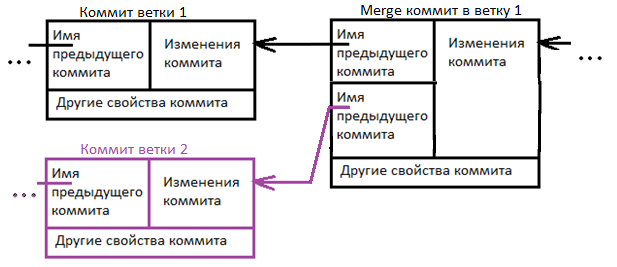 Коммит ветки 1
Имя
предыдущего
коммита
Изменения
коммита
Другие свойства коммита
...
Merge коммит в ветку 1
Имя
предыдущего
коммита
Изменения
коммита
Имя
предыдущего
коммита
Другие свойства коммита
...
Коммит ветки 2
Имя
предыдущего
коммита
Изменения
коммита
Другие свойства коммита
...